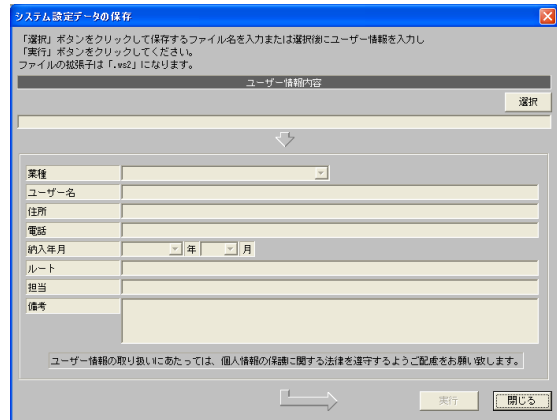 システム設定データの保存
「選択」ボタンをクリックして保存するファイル名を入力または選択後にユーザー情報を入力し
「実行」ボタンをクリックしてください。
ファイルの拡張子は「.ws2」になります。
ユーザー情報内容
選択
業種
ユーザー名
住所
電話
納入年月 年 月
ルート
担当
備考
ユーザー情報の取り扱いにあたっては、個人情報の保護に関する法律を遵守するようご配慮をお願い致します。
実行 閉じる